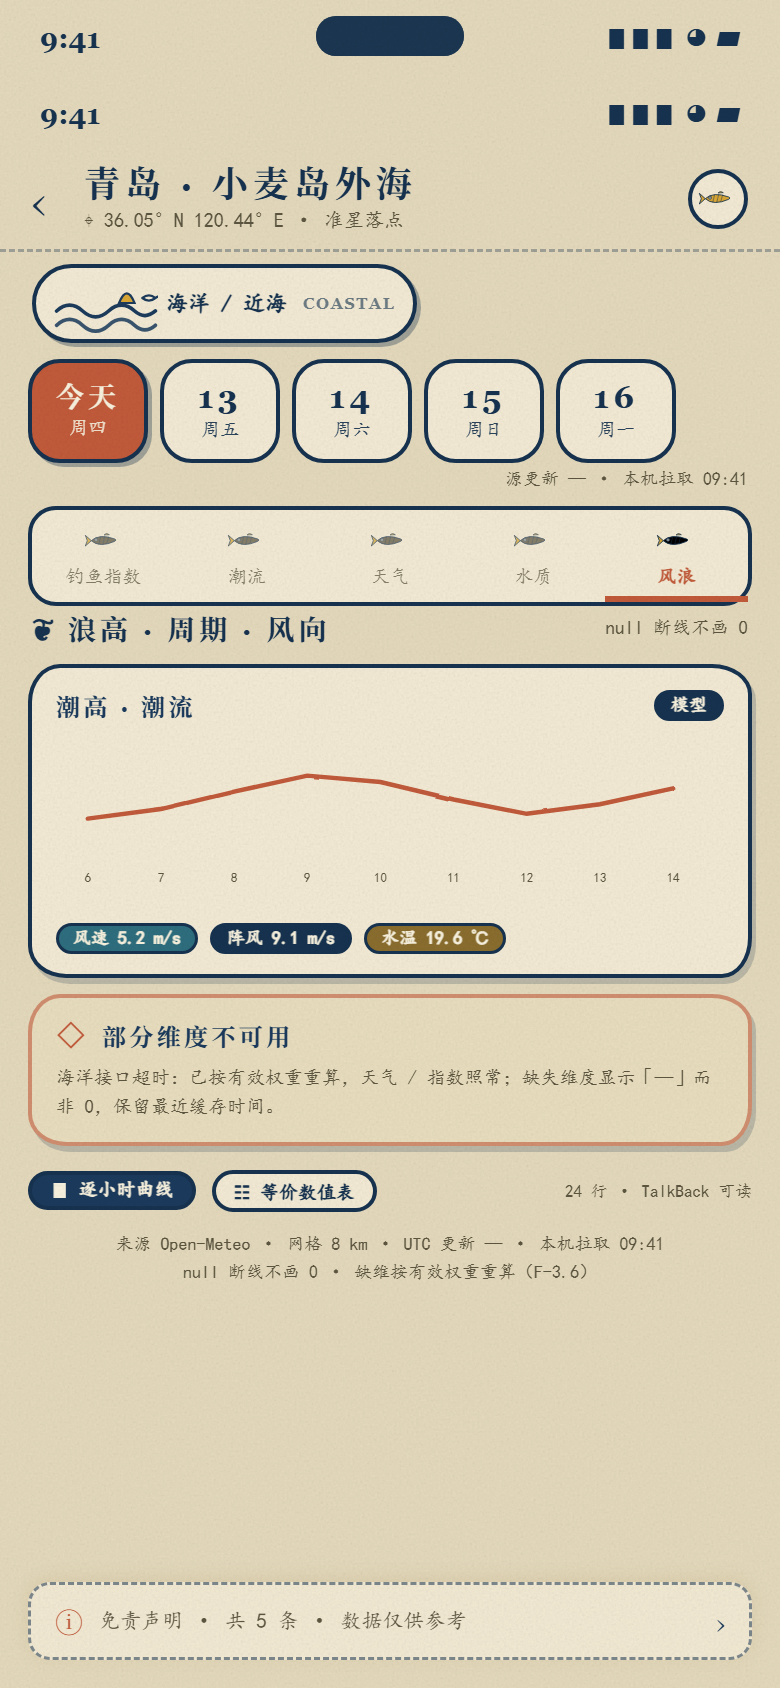 9:41
9:41
青岛 · 小麦岛外海
⌖ 36.05° N 120.44° E • 准星落点
海洋 / 近海 COASTAL
今天 13 14 15 16
周四 周五 周六 周日 周一
源更新 — • 本机拉取 09:41
钓鱼指数 潮流 天气 水质 风浪
❦ 浪高 · 周期 · 风向 null 断线不画 0
潮高 · 潮流 模型
6 7 8 9 10 11 12 13 14
风速 5.2 m/s 阵风 9.1 m/s 水温 19.6 ℃
部分维度不可用
海洋接口超时: 已按有效权重重算, 天气 / 指数照常; 缺失维度显示「—」而
非 0, 保留最近缓存时间。
逐小时曲线 ☷ 等价数值表 24 行 • TalkBack 可读
来源 Open-Meteo • 网格 8 km • UTC 更新 — • 本机拉取 09:41
null 断线不画 0 • 缺维按有效权重重算 (F-3.6)
ⓘ 免责声明 • 共 5 条 • 数据仅供参考 ›